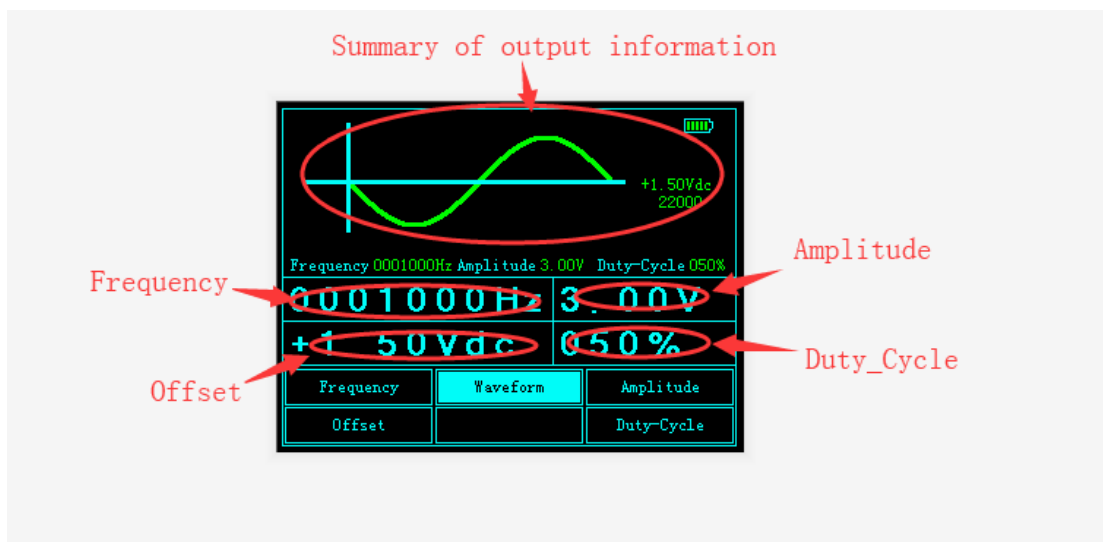 Summary of output information
+1.50Vdc
22000
Frequency 0001000Hz Amplitude 3.00V Duty-Cycle 050%
Amplitude
Frequency
0001000Hz 3.00V
+1 50Vdc 050%
Duty_Cycle
Offset
Frequency Waveform Amplitude
Offset Duty-Cycle